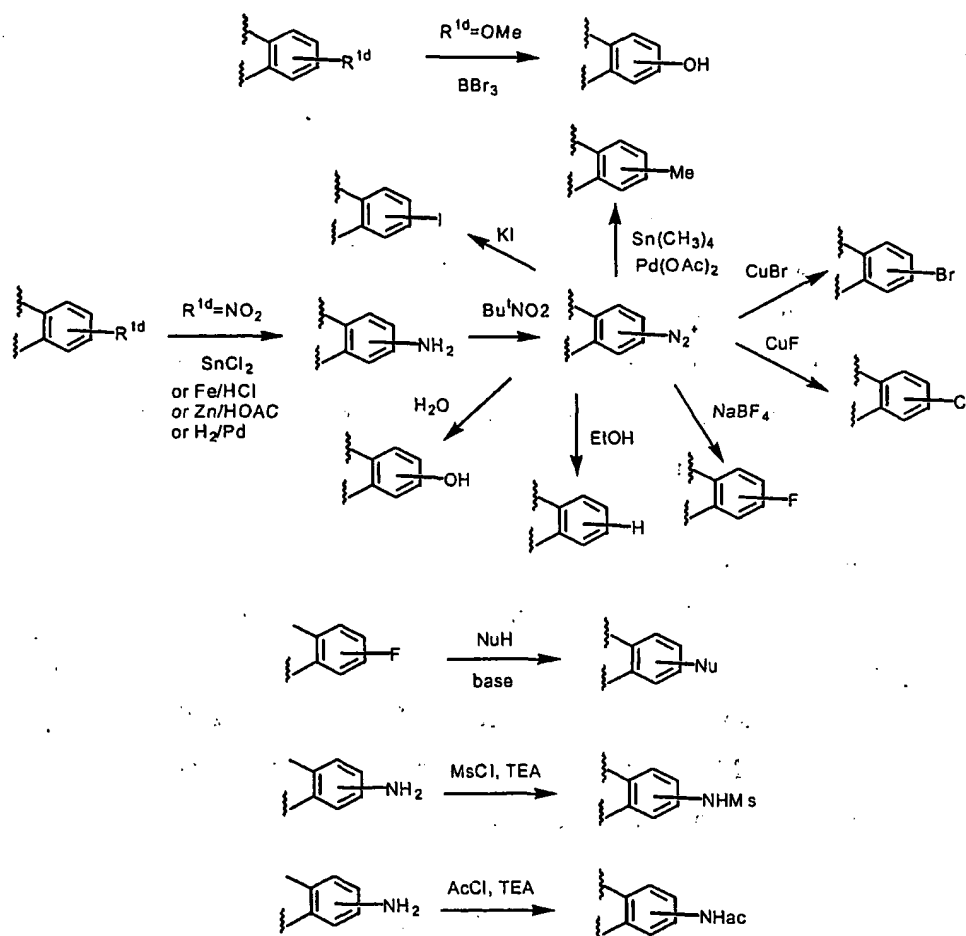 R1d=OMe
R1d
OH
BBr3
Me
I
KI
Sn(CH3)4
Pd(OAc)2
CuBr
Br
R1d=NO2
ButNO2
R1d
NH2
N2+
SnCl2
CuF
or Fe/HCl
or Zn/HOAC
or H2/Pd
H2O
NaBF4
C
EtOH
OH
F
H
NuH
F
Nu
base
MsCl, TEA
NH2
NHMs
AcCl, TEA
NH2
NHac